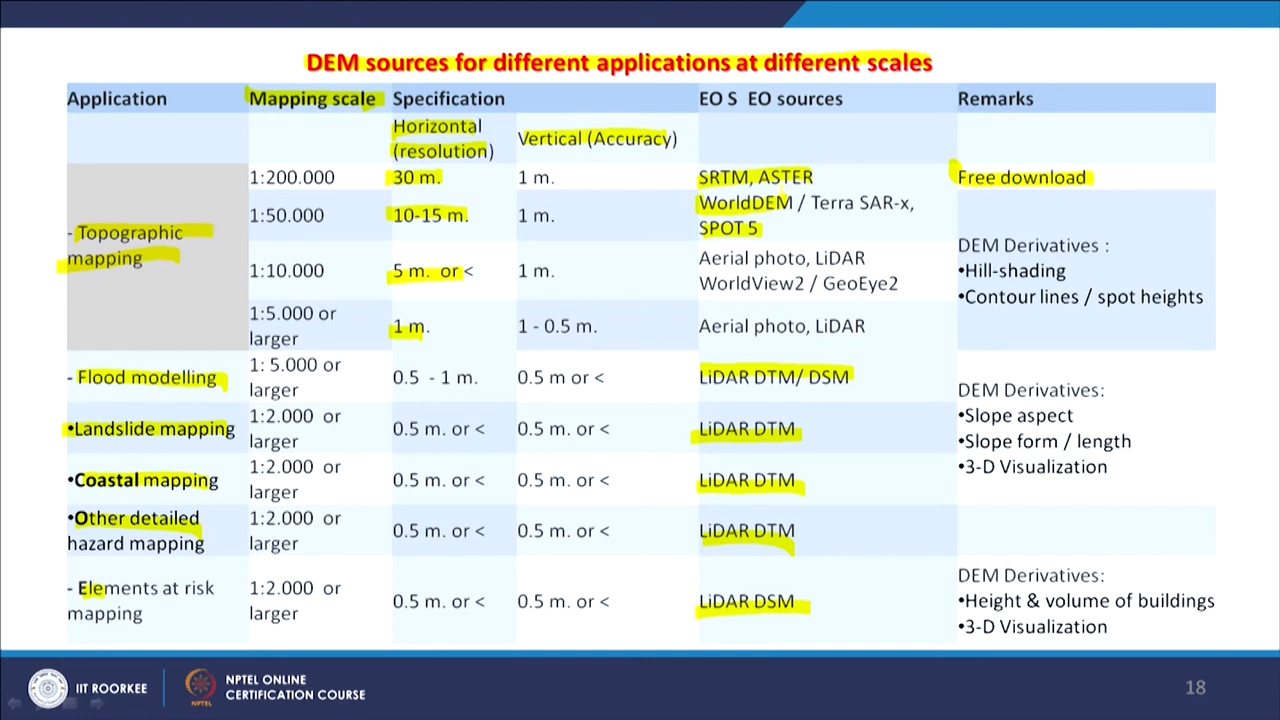 DEM sources for different applications at different scales
Application Mapping scale Specification EO S EO sources Remarks
Horizontal
(resolution) Vertical (Accuracy)
- Topographic
mapping
1:200.000 30 m. 1 m. SRTM, ASTER Free download
1:50.000 10-15 m. 1 m. WorldDEM / Terra SAR-x,
SPOT 5
1:10.000 5 m. or < 1 m. Aerial photo, LiDAR
WorldView2 / GeoEye2
1:5.000 or
larger 1 m. 1 - 0.5 m. Aerial photo, LiDAR
DEM Derivatives :
•Hill-shading
•Contour lines / spot heights
- Flood modelling 1: 5.000 or
larger 0.5 - 1 m. 0.5 m or < LiDAR DTM/ DSM
•Landslide mapping 1:2.000 or
larger 0.5 m. or < 0.5 m. or < LiDAR DTM
•Coastal mapping 1:2.000 or
larger 0.5 m. or < 0.5 m. or < LiDAR DTM
DEM Derivatives:
•Slope aspect
•Slope form / length
•3-D Visualization
•Other detailed
hazard mapping 1:2.000 or
larger 0.5 m. or < 0.5 m. or < LiDAR DTM
- Elements at risk
mapping 1:2.000 or
larger 0.5 m. or < 0.5 m. or < LiDAR DSM
DEM Derivatives:
•Height & volume of buildings
•3-D Visualization
IIT ROORKEE
NPTEL
NPTEL ONLINE
CERTIFICATION COURSE
18